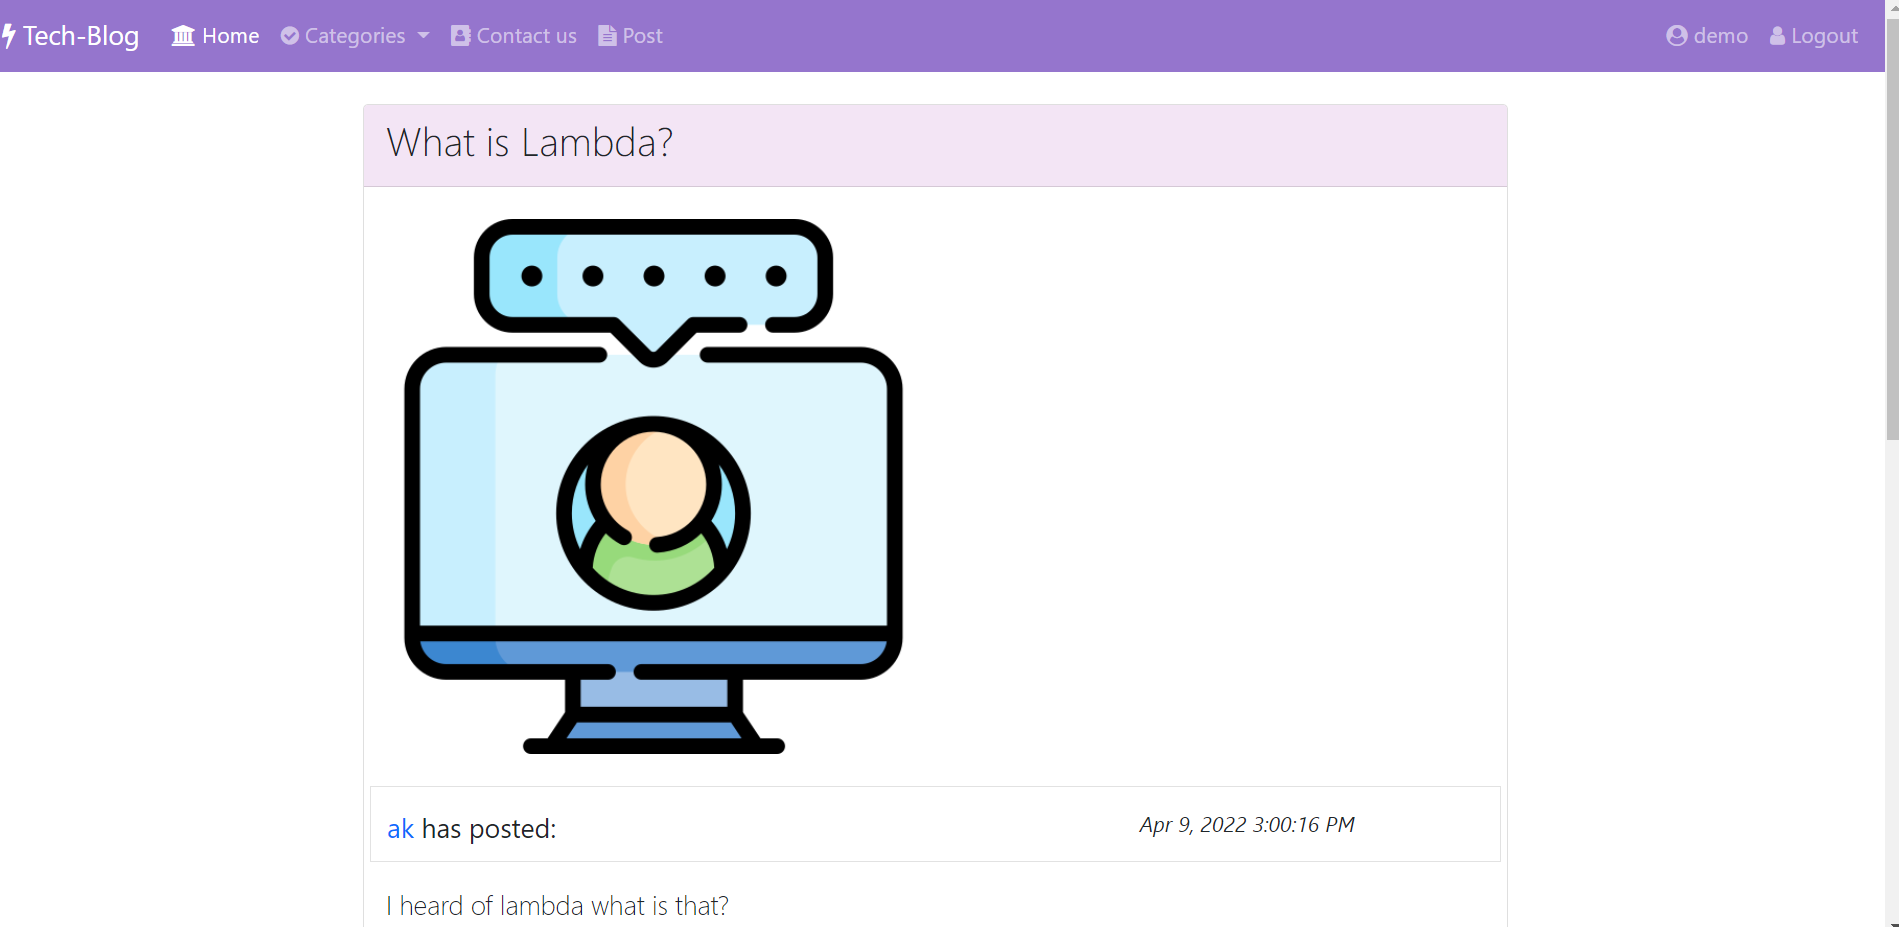 Tech-Blog Home Categories Contact us Post demo Logout
What is Lambda?
ak has posted: Apr 9, 2022 3:00:16 PM
I heard of lambda what is that?